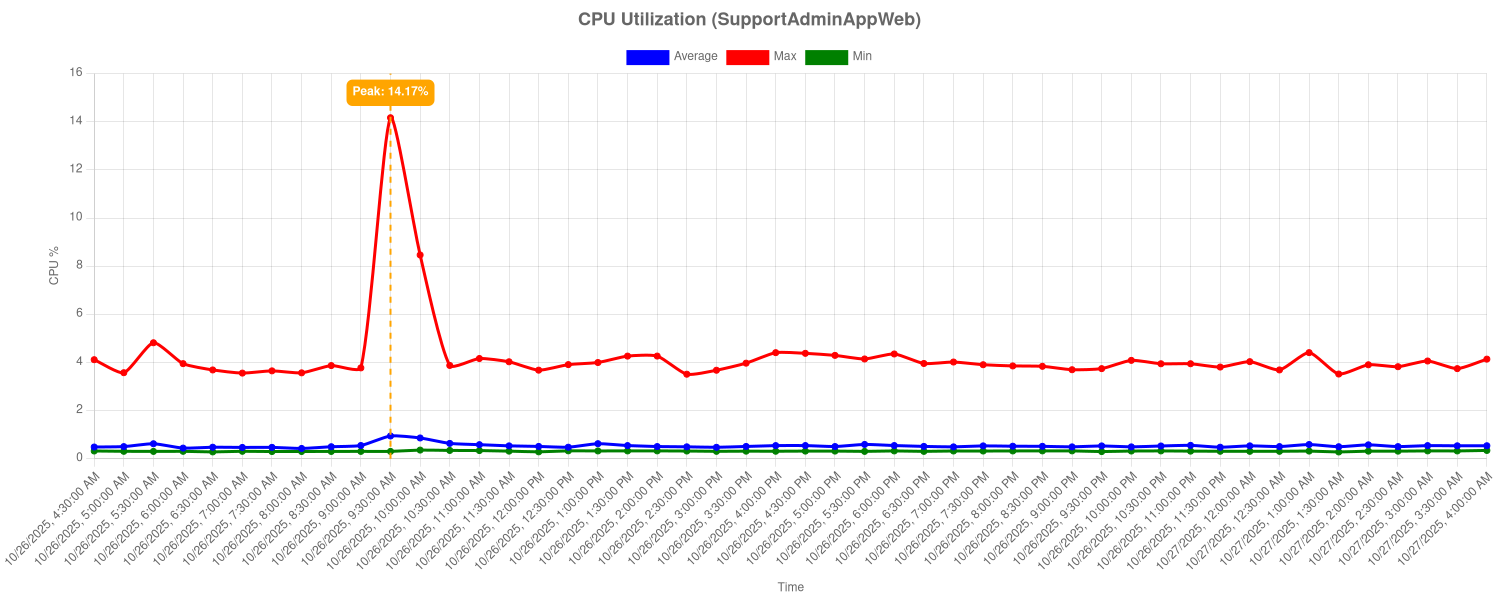 CPU Utilization (SupportAdminAppWeb)
Average Max Min
Peak: 14.17%
16
14
12
10
8
6
4
2
0
CPU %
10/26/2025, 4:30:00 AM
10/26/2025, 5:00:00 AM
10/26/2025, 5:30:00 AM
10/26/2025, 6:00:00 AM
10/26/2025, 6:30:00 AM
10/26/2025, 7:00:00 AM
10/26/2025, 7:30:00 AM
10/26/2025, 8:00:00 AM
10/26/2025, 8:30:00 AM
10/26/2025, 9:00:00 AM
10/26/2025, 9:30:00 AM
10/26/2025, 10:00:00 AM
10/26/2025, 10:30:00 AM
10/26/2025, 11:00:00 AM
10/26/2025, 11:30:00 AM
10/26/2025, 12:00:00 PM
10/26/2025, 12:30:00 PM
10/26/2025, 1:00:00 PM
10/26/2025, 1:30:00 PM
10/26/2025, 2:00:00 PM
10/26/2025, 2:30:00 PM
10/26/2025, 3:00:00 PM
10/26/2025, 3:30:00 PM
10/26/2025, 4:00:00 PM
10/26/2025, 4:30:00 PM
10/26/2025, 5:00:00 PM
10/26/2025, 5:30:00 PM
10/26/2025, 6:00:00 PM
10/26/2025, 6:30:00 PM
10/26/2025, 7:00:00 PM
10/26/2025, 7:30:00 PM
10/26/2025, 8:00:00 PM
10/26/2025, 8:30:00 PM
10/26/2025, 9:00:00 PM
10/26/2025, 9:30:00 PM
10/26/2025, 10:00:00 PM
10/26/2025, 10:30:00 PM
10/26/2025, 11:00:00 PM
10/26/2025, 11:30:00 PM
10/27/2025, 12:00:00 AM
10/27/2025, 12:30:00 AM
10/27/2025, 1:00:00 AM
10/27/2025, 1:30:00 AM
10/27/2025, 2:00:00 AM
10/27/2025, 2:30:00 AM
10/27/2025, 3:00:00 AM
10/27/2025, 3:30:00 AM
10/27/2025, 4:00:00 AM
Time